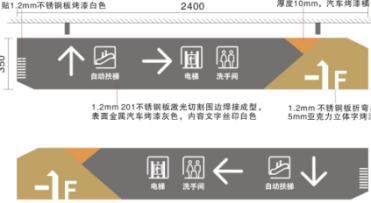 贴1.2mm不锈钢板烤漆白色
2400
厚度10mm，汽车烤漆橘
350
自动扶梯
电梯
洗手间
-1F
1.2mm 201不锈钢板激光切割围边焊接成型，
表面金属汽车烤漆灰色，内容文字丝印白色
1.2mm 不锈钢板折弯
5mm亚克力立体字烤
-1F
电梯
洗手间
自动扶梯